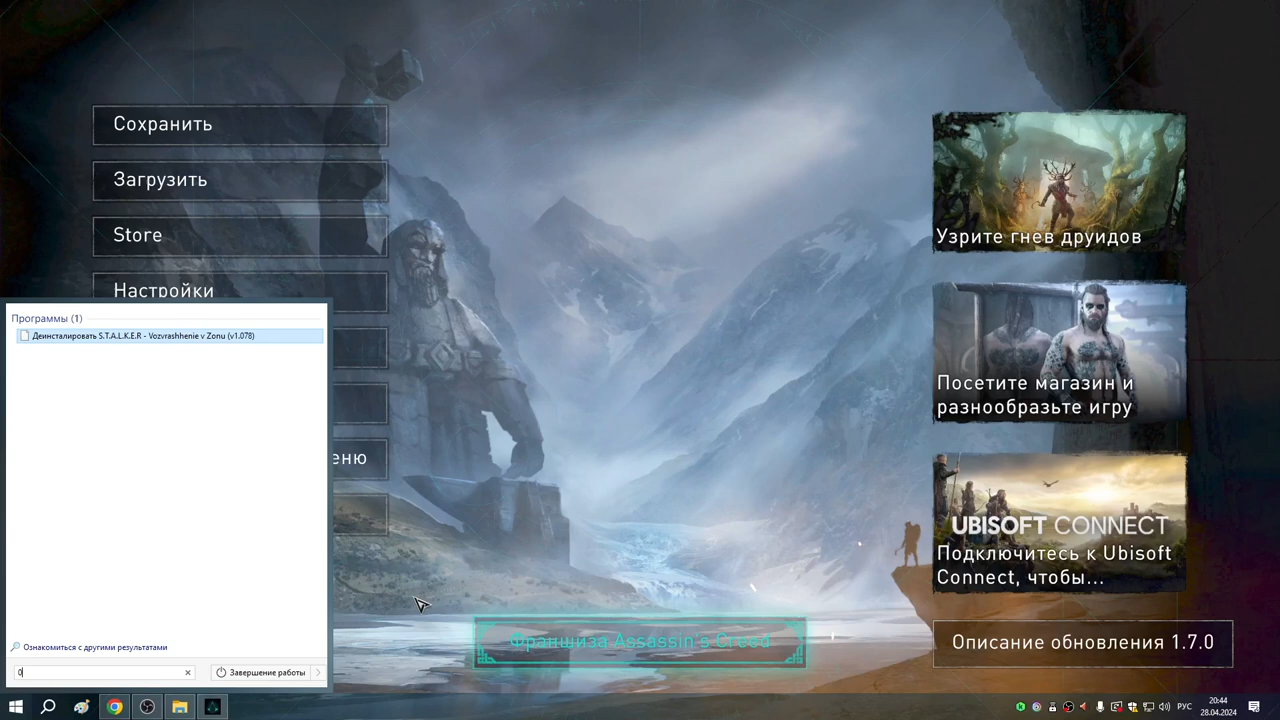 Сохранить
Загрузить
Store
Настройки
еню
Программы (1)
Деинсталировать S.T.A.L.K.E.R - Vozvrashhenie v Zonu (v1.078)
Ознакомиться с другими результатами
0
Завершение работы
Узрите гнев друидов
Посетите магазин и
разнообразьте игру
UBISOFT CONNECT
Подключитесь к Ubisoft
Connect, чтобы...
Франшиза Assassin's Creed
Описание обновления 1.7.0
РУС
20:44
28.04.2024